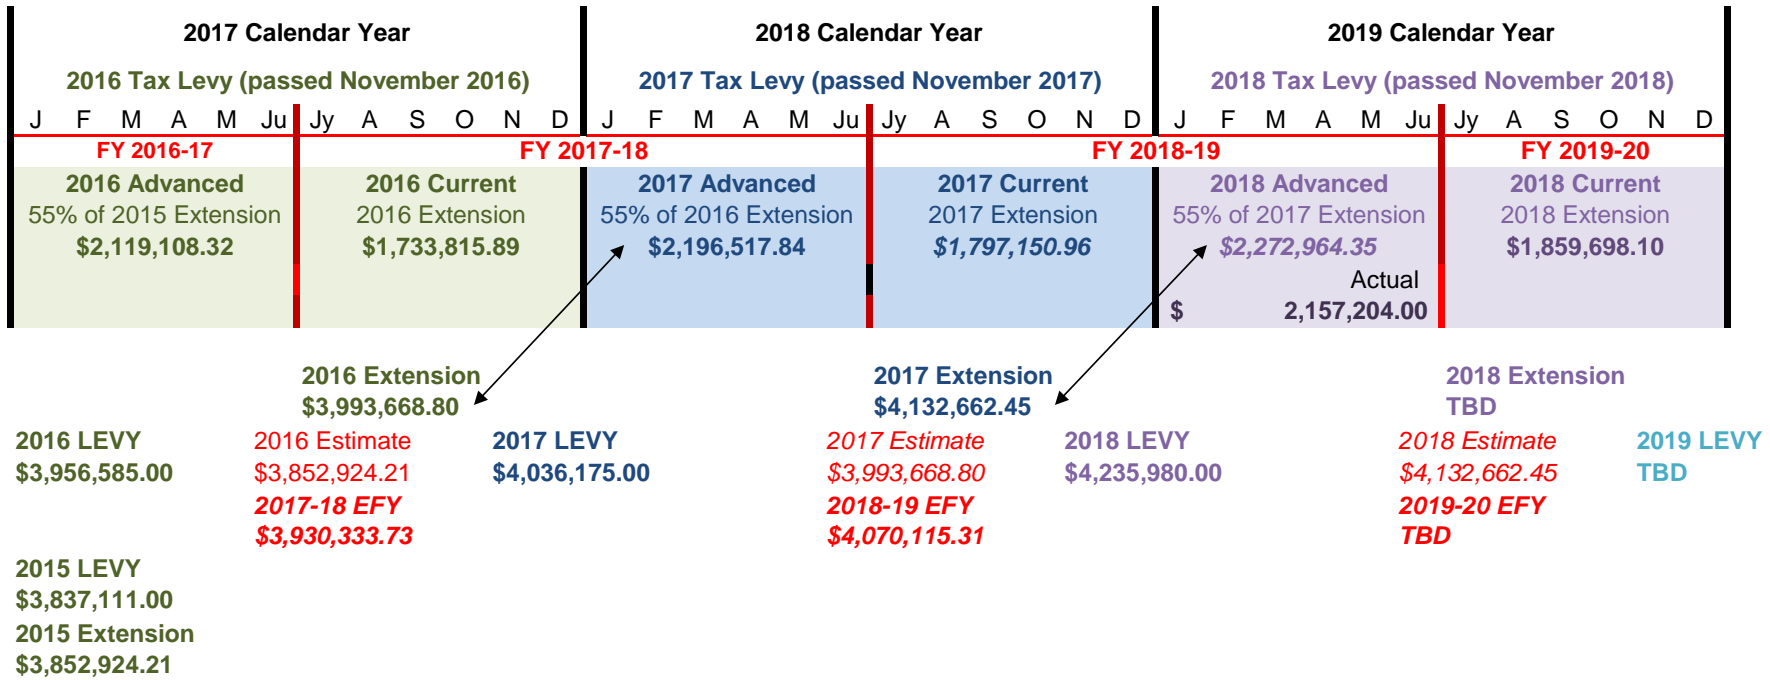 2017 Calendar Year 2018 Calendar Year 2019 Calendar Year
2016 Tax Levy (passed November 2016) 2017 Tax Levy (passed November 2017) 2018 Tax Levy (passed November 2018)
J F M A M Ju Jy A S O N D J F M A M Ju Jy A S O N D J F M A M Ju Jy A S O N D
FY 2016-17 FY 2017-18 FY 2018-19 FY 2019-20
2016 Advanced 2016 Current 2017 Advanced 2017 Current 2018 Advanced 2018 Current
55% of 2015 Extension 2016 Extension 55% of 2016 Extension 2017 Extension 55% of 2017 Extension 2018 Extension
$2,119,108.32 $1,733,815.89 $2,196,517.84 $1,797,150.96 $2,272,964.35 $1,859,698.10
Actual
$ 2,157,204.00
2016 Extension 2017 Extension 2018 Extension
$3,993,668.80 $4,132,662.45 TBD
2016 LEVY 2016 Estimate 2017 LEVY 2017 Estimate 2018 LEVY 2018 Estimate 2019 LEVY
$3,956,585.00 $3,852,924.21 $4,036,175.00 $3,993,668.80 $4,235,980.00 $4,132,662.45 TBD
2017-18 EFY 2018-19 EFY 2019-20 EFY
$3,930,333.73 $4,070,115.31 TBD
2015 LEVY
$3,837,111.00
2015 Extension
$3,852,924.21